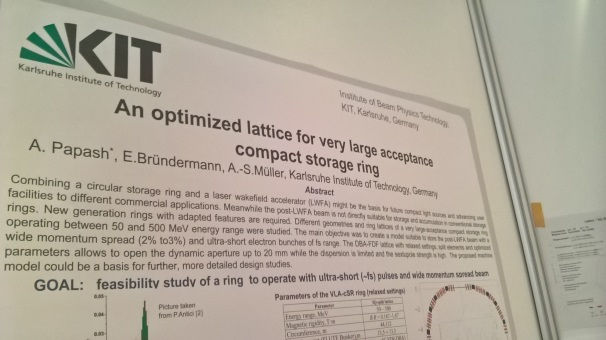 KIT
Karlsruhe Institute of Technology
Institute of Beam Physics Technology,
KIT, Karlsruhe, Germany
An optimized lattice for very large acceptance
compact storage ring
A. Papash*, E.Bründermann, A.-S.Müller, Karlsruhe Institute of Technology, Germany
Abstract
Combining a circular storage ring and a laser wakefield accelerator (LWFA) might be the basis for future compact light sources and advancing user
facilities to different commercial applications. Meanwhile the post-LWFA beam is not directly suitable for storage and accumulation in conventional storage
rings. New generation rings with adapted features are required. Different geometries and ring lattices of a very large-acceptance compact storage ring
operating between 50 and 500 MeV energy range were studied. The main objective was to create a model suitable to store the post-LWFA beam with a
wide momentum spread (2% to3%) and ultra-short electron bunches of fs range. The DBA-FDF lattice with relaxed settings, split elements and optimized
parameters allows to open the dynamic aperture up to 20 mm while the dispersion is limited and the sextupole strength is high. The proposed machine
model could be a basis for further, more detailed design studies.
GOAL: feasibility study of a ring to operate with ultra-short (~fs) pulses and wide momentum spread beam
0.05
0.04
0.03
Picture taken
from P.Antici [2]
Parameters of the VLA-cSR ring (relaxed settings)
Parameter
Energy range, MeV
Magnetic rigidity, T·m
Circumference, m